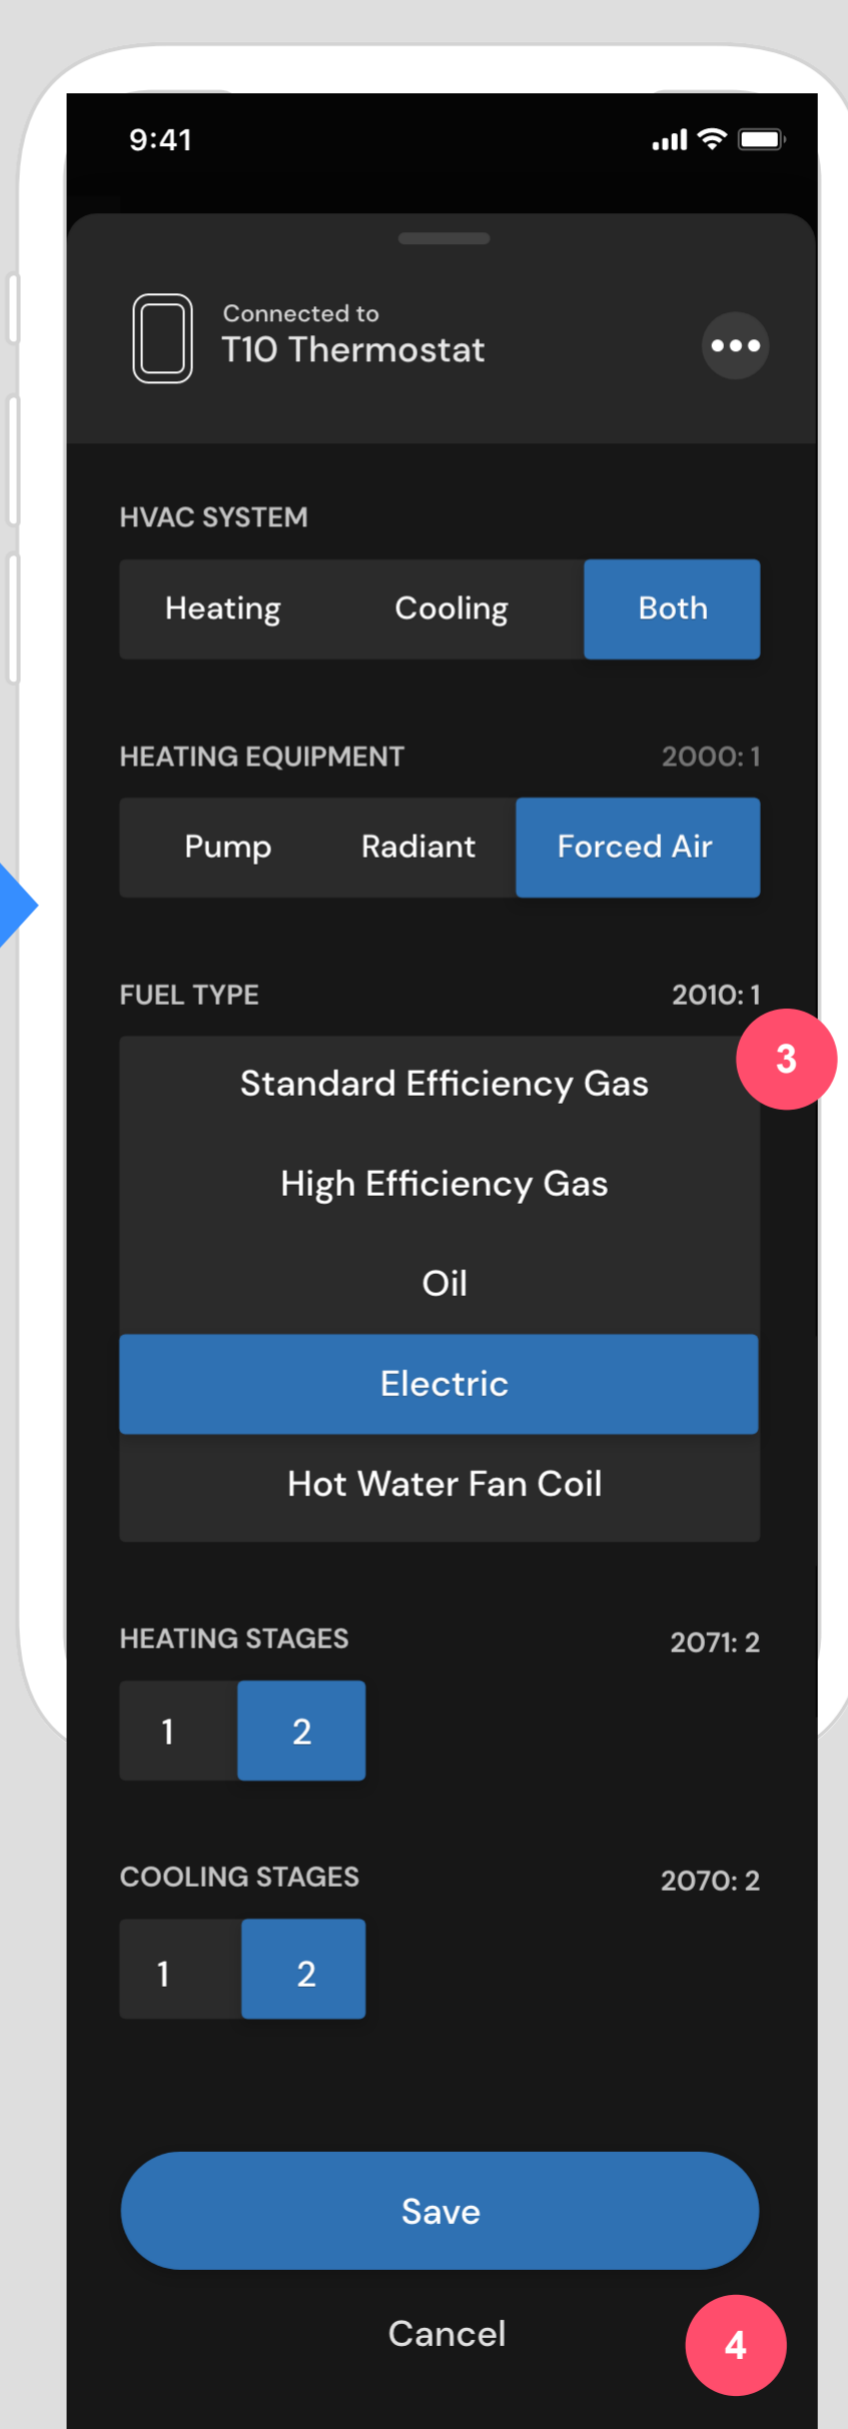 9:41
Connected to
T10 Thermostat
HVAC SYSTEM
Heating Cooling Both
HEATING EQUIPMENT 2000: 1
Pump Radiant Forced Air
FUEL TYPE 2010: 1
3
Standard Efficiency Gas
High Efficiency Gas
Oil
Electric
Hot Water Fan Coil
HEATING STAGES 2071: 2
1 2
COOLING STAGES 2070: 2
1 2
Save
Cancel
4